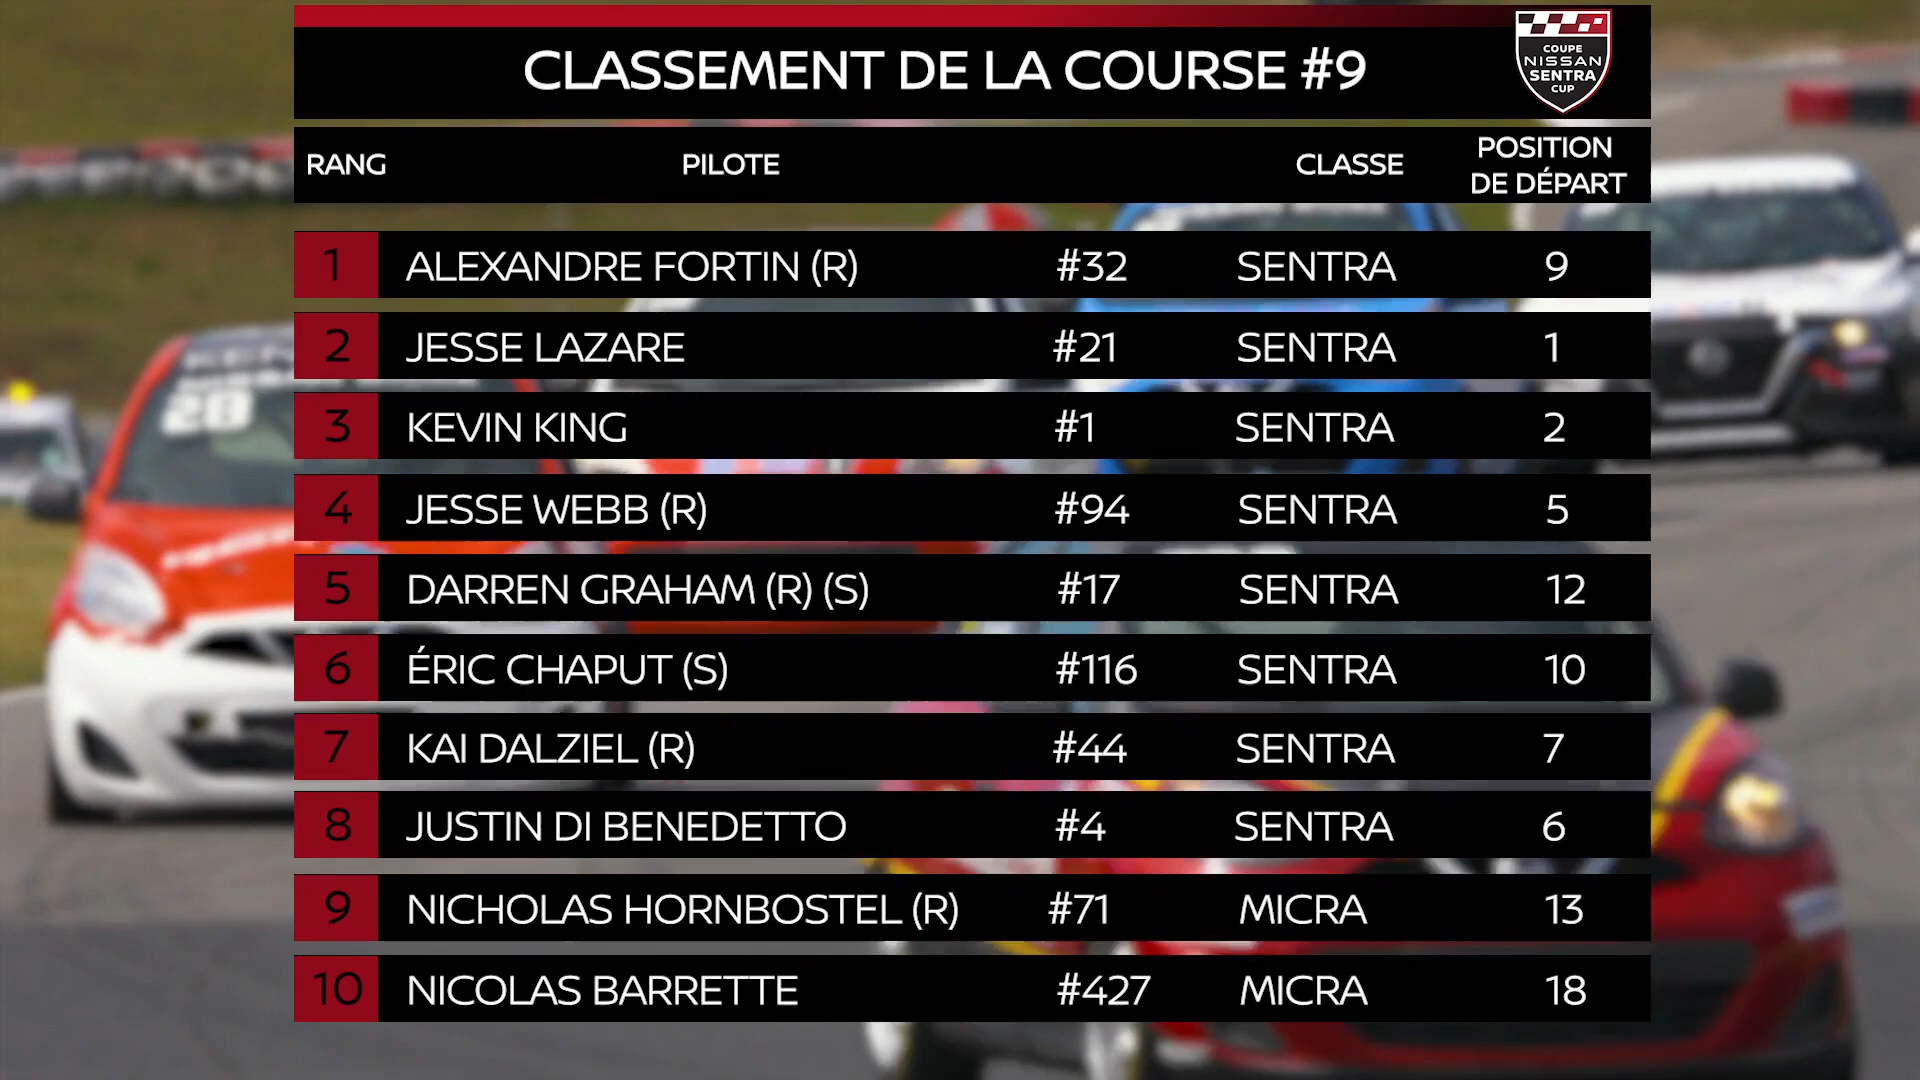 CLASSEMENT DE LA COURSE #9
COUPE
NISSAN
SENTRA
CUP
RANG PILOTE CLASSE POSITION DE DÉPART
1 ALEXANDRE FORTIN (R) #32 SENTRA 9
2 JESSE LAZARE #21 SENTRA 1
3 KEVIN KING #1 SENTRA 2
4 JESSE WEBB (R) #94 SENTRA 5
5 DARREN GRAHAM (R) (S) #17 SENTRA 12
6 ÉRIC CHAPUT (S) #116 SENTRA 10
7 KAI DALZIEL (R) #44 SENTRA 7
8 JUSTIN DI BENEDETTO #4 SENTRA 6
9 NICHOLAS HORNBOSTEL (R) #71 MICRA 13
10 NICOLAS BARRETTE #427 MICRA 18
28